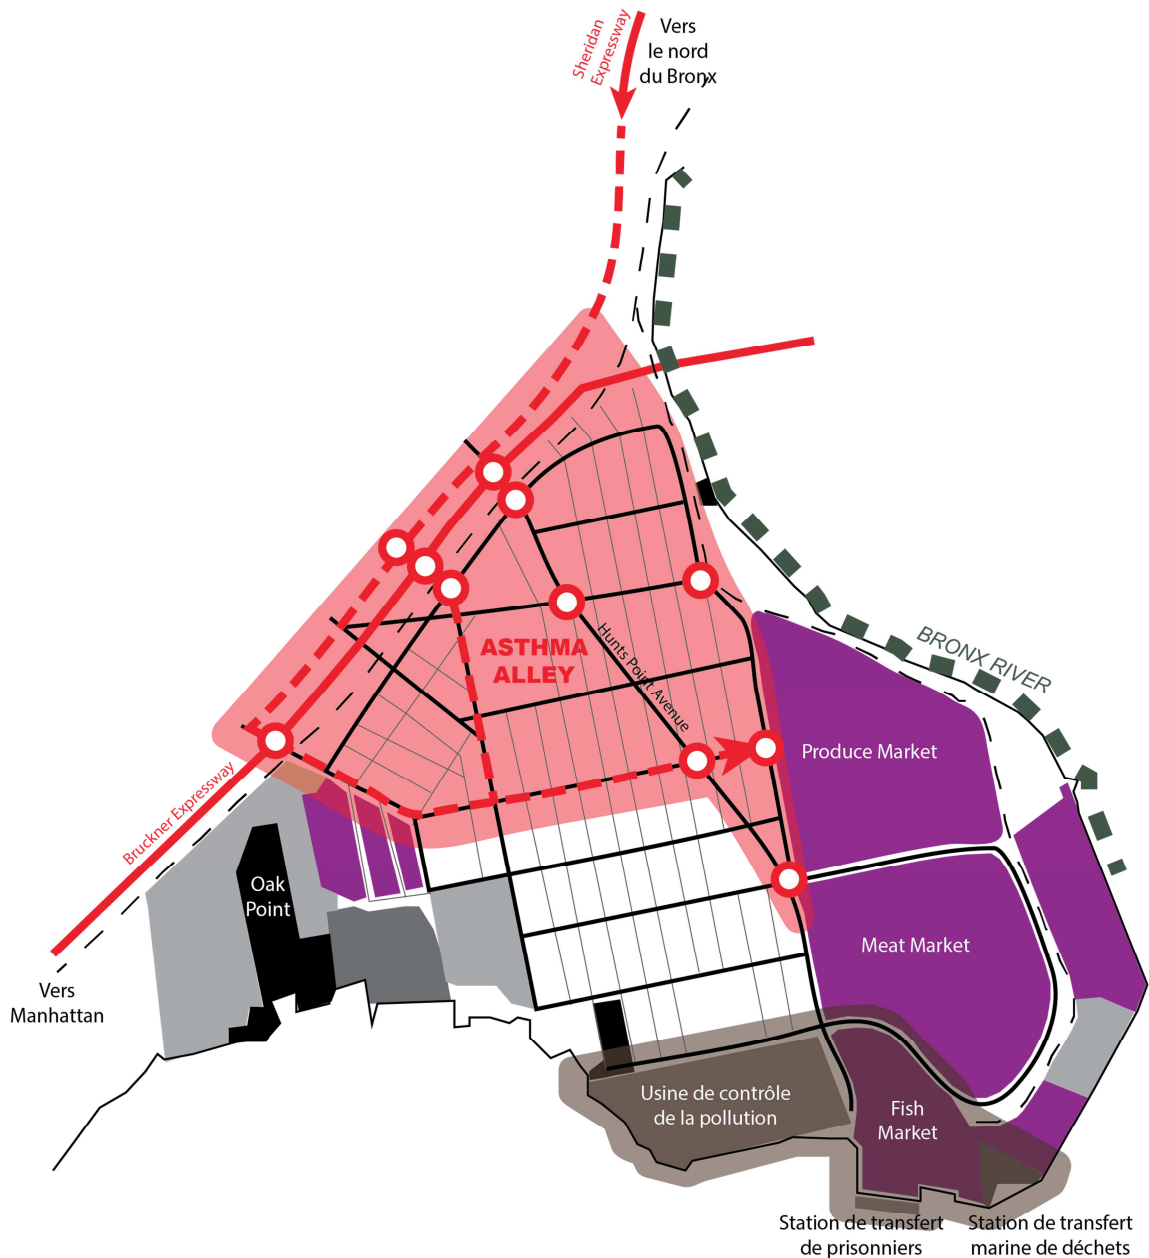 Sheridan
Expressway
Vers
le nord
du Bronx
ASTHMA
ALLEY
Hunts Point Avenue
BRONX RIVER
Produce Market
Bruckner Expressway
Oak
Point
Meat Market
Vers
Manhattan
Usine de contrôle
de la pollution
Fish
Market
Station de transfert
de prisonniers
Station de transfert
marine de déchets